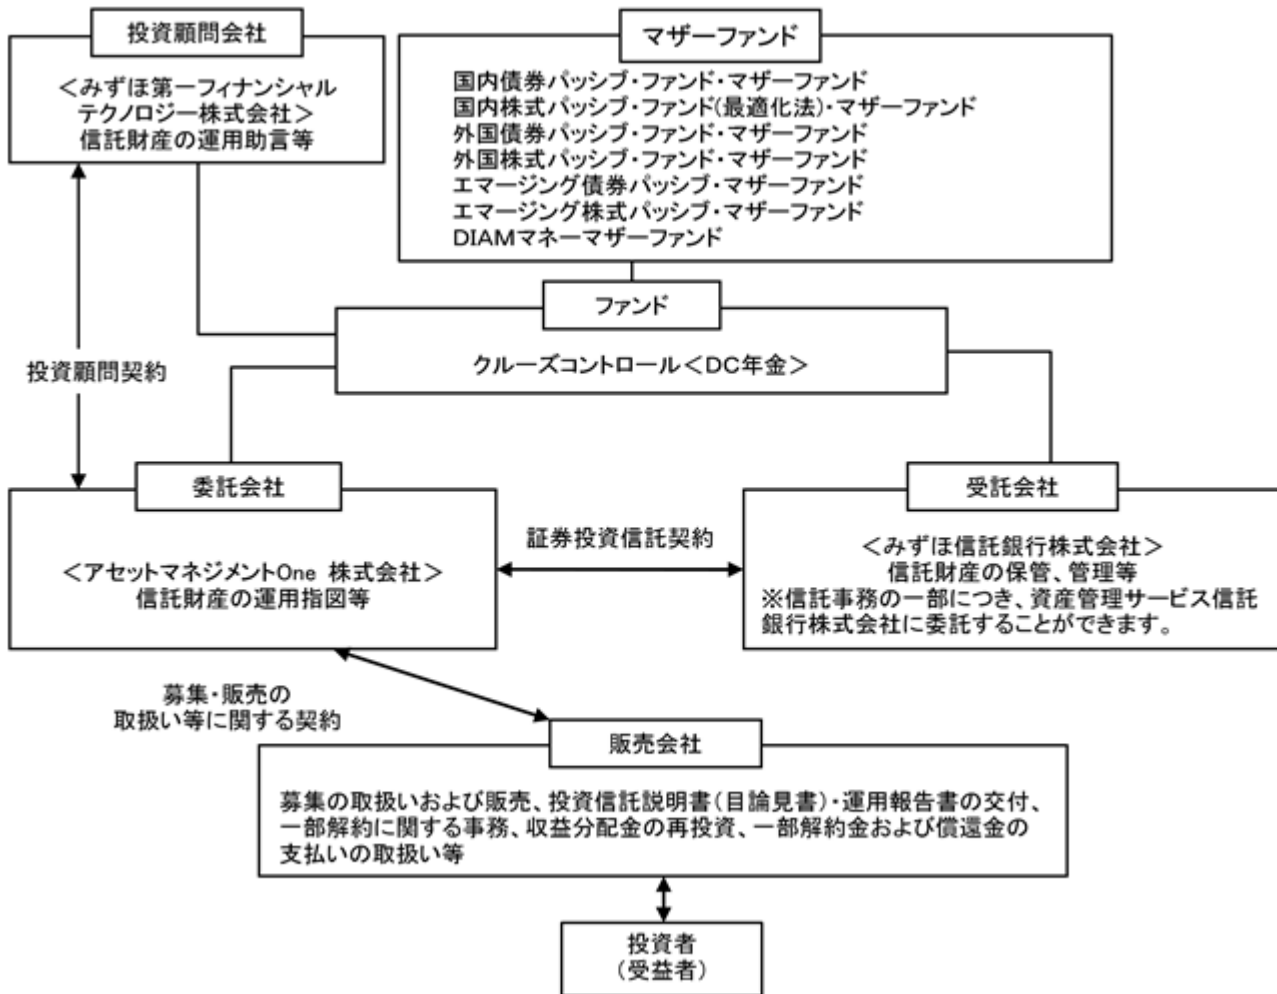 投資顧問会社
＜みずほ第一フィナンシャル
テクノロジー株式会社＞
信託財産の運用助言等
マザーファンド
国内債券パッシブ・ファンド・マザーファンド
国内株式パッシブ・ファンド(最適化法)・マザーファンド
外国債券パッシブ・ファンド・マザーファンド
外国株式パッシブ・ファンド・マザーファンド
エマージング債券パッシブ・マザーファンド
エマージング株式パッシブ・マザーファンド
DIAMマネーマザーファンド
ファンド
クルーズコントロール＜DC年金＞
投資顧問契約
委託会社
＜アセットマネジメントOne 株式会社＞
信託財産の運用指図等
証券投資信託契約
受託会社
＜みずほ信託銀行株式会社＞
信託財産の保管、管理等
※信託事務の一部につき、資産管理サービス信託
銀行株式会社に委託することができます。
募集・販売の
取扱い等に関する契約
販売会社
募集の取扱いおよび販売、投資信託説明書(目論見書)・運用報告書の交付、
一部解約に関する事務、収益分配金の再投資、一部解約金および償還金の
支払いの取扱い等
投資者
(受益者)